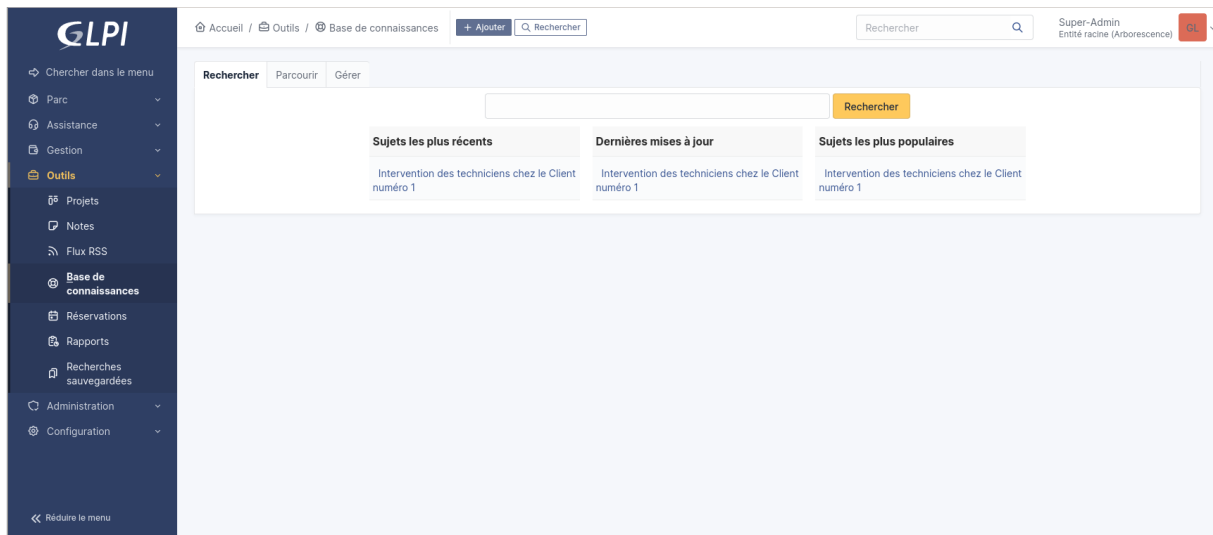 GLPI
Chercher dans le menu
Parc
Assistance
Gestion
Outils
Projets
Notes
Flux RSS
Base de
connaissances
Réservations
Rapports
Recherches
sauvegardées
Administration
Configuration
Réduire le menu
Accueil / Outils / Base de connaissances
+ Ajouter
Rechercher
Rechercher
Super-Admin
Entité racine (Arborescence)
GL
Rechercher Parcourir Gérer
Rechercher
Sujets les plus récents
Intervention des techniciens chez le Client
numéro 1
Dernières mises à jour
Intervention des techniciens chez le Client
numéro 1
Sujets les plus populaires
Intervention des techniciens chez le Client
numéro 1